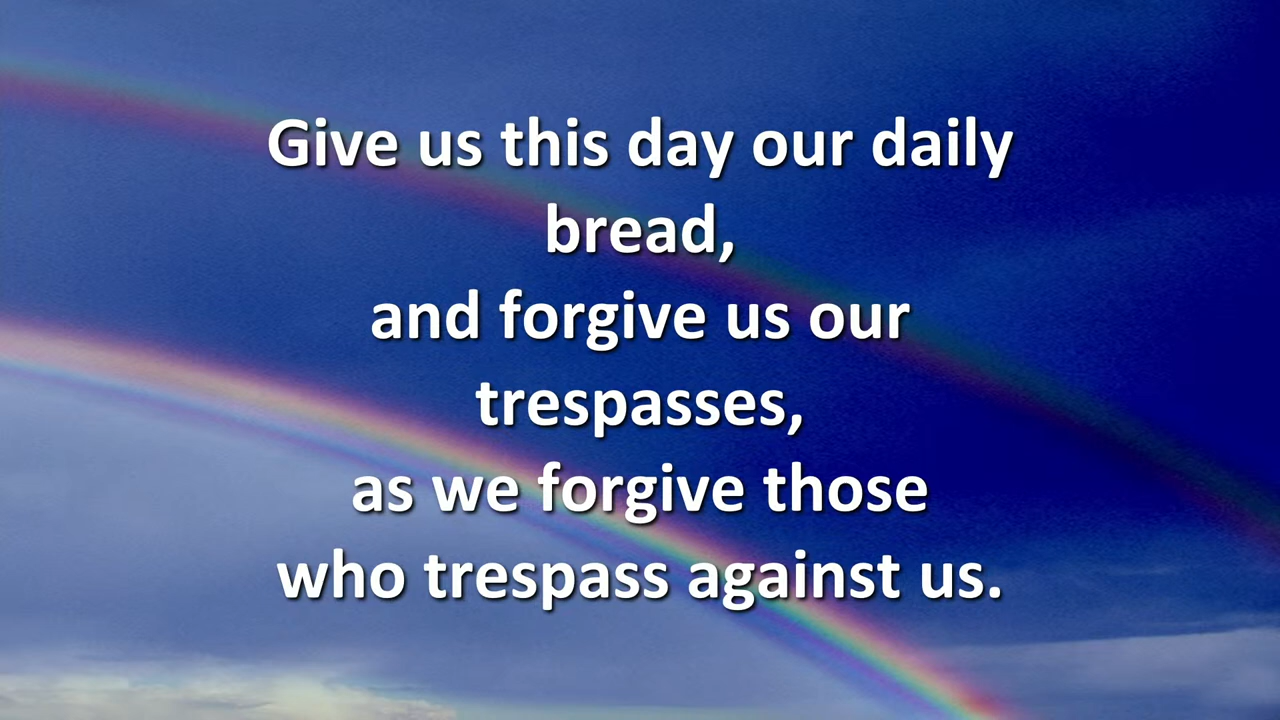 Give us this day our daily
bread,
and forgive us our
trespasses,
as we forgive those
who trespass against us.